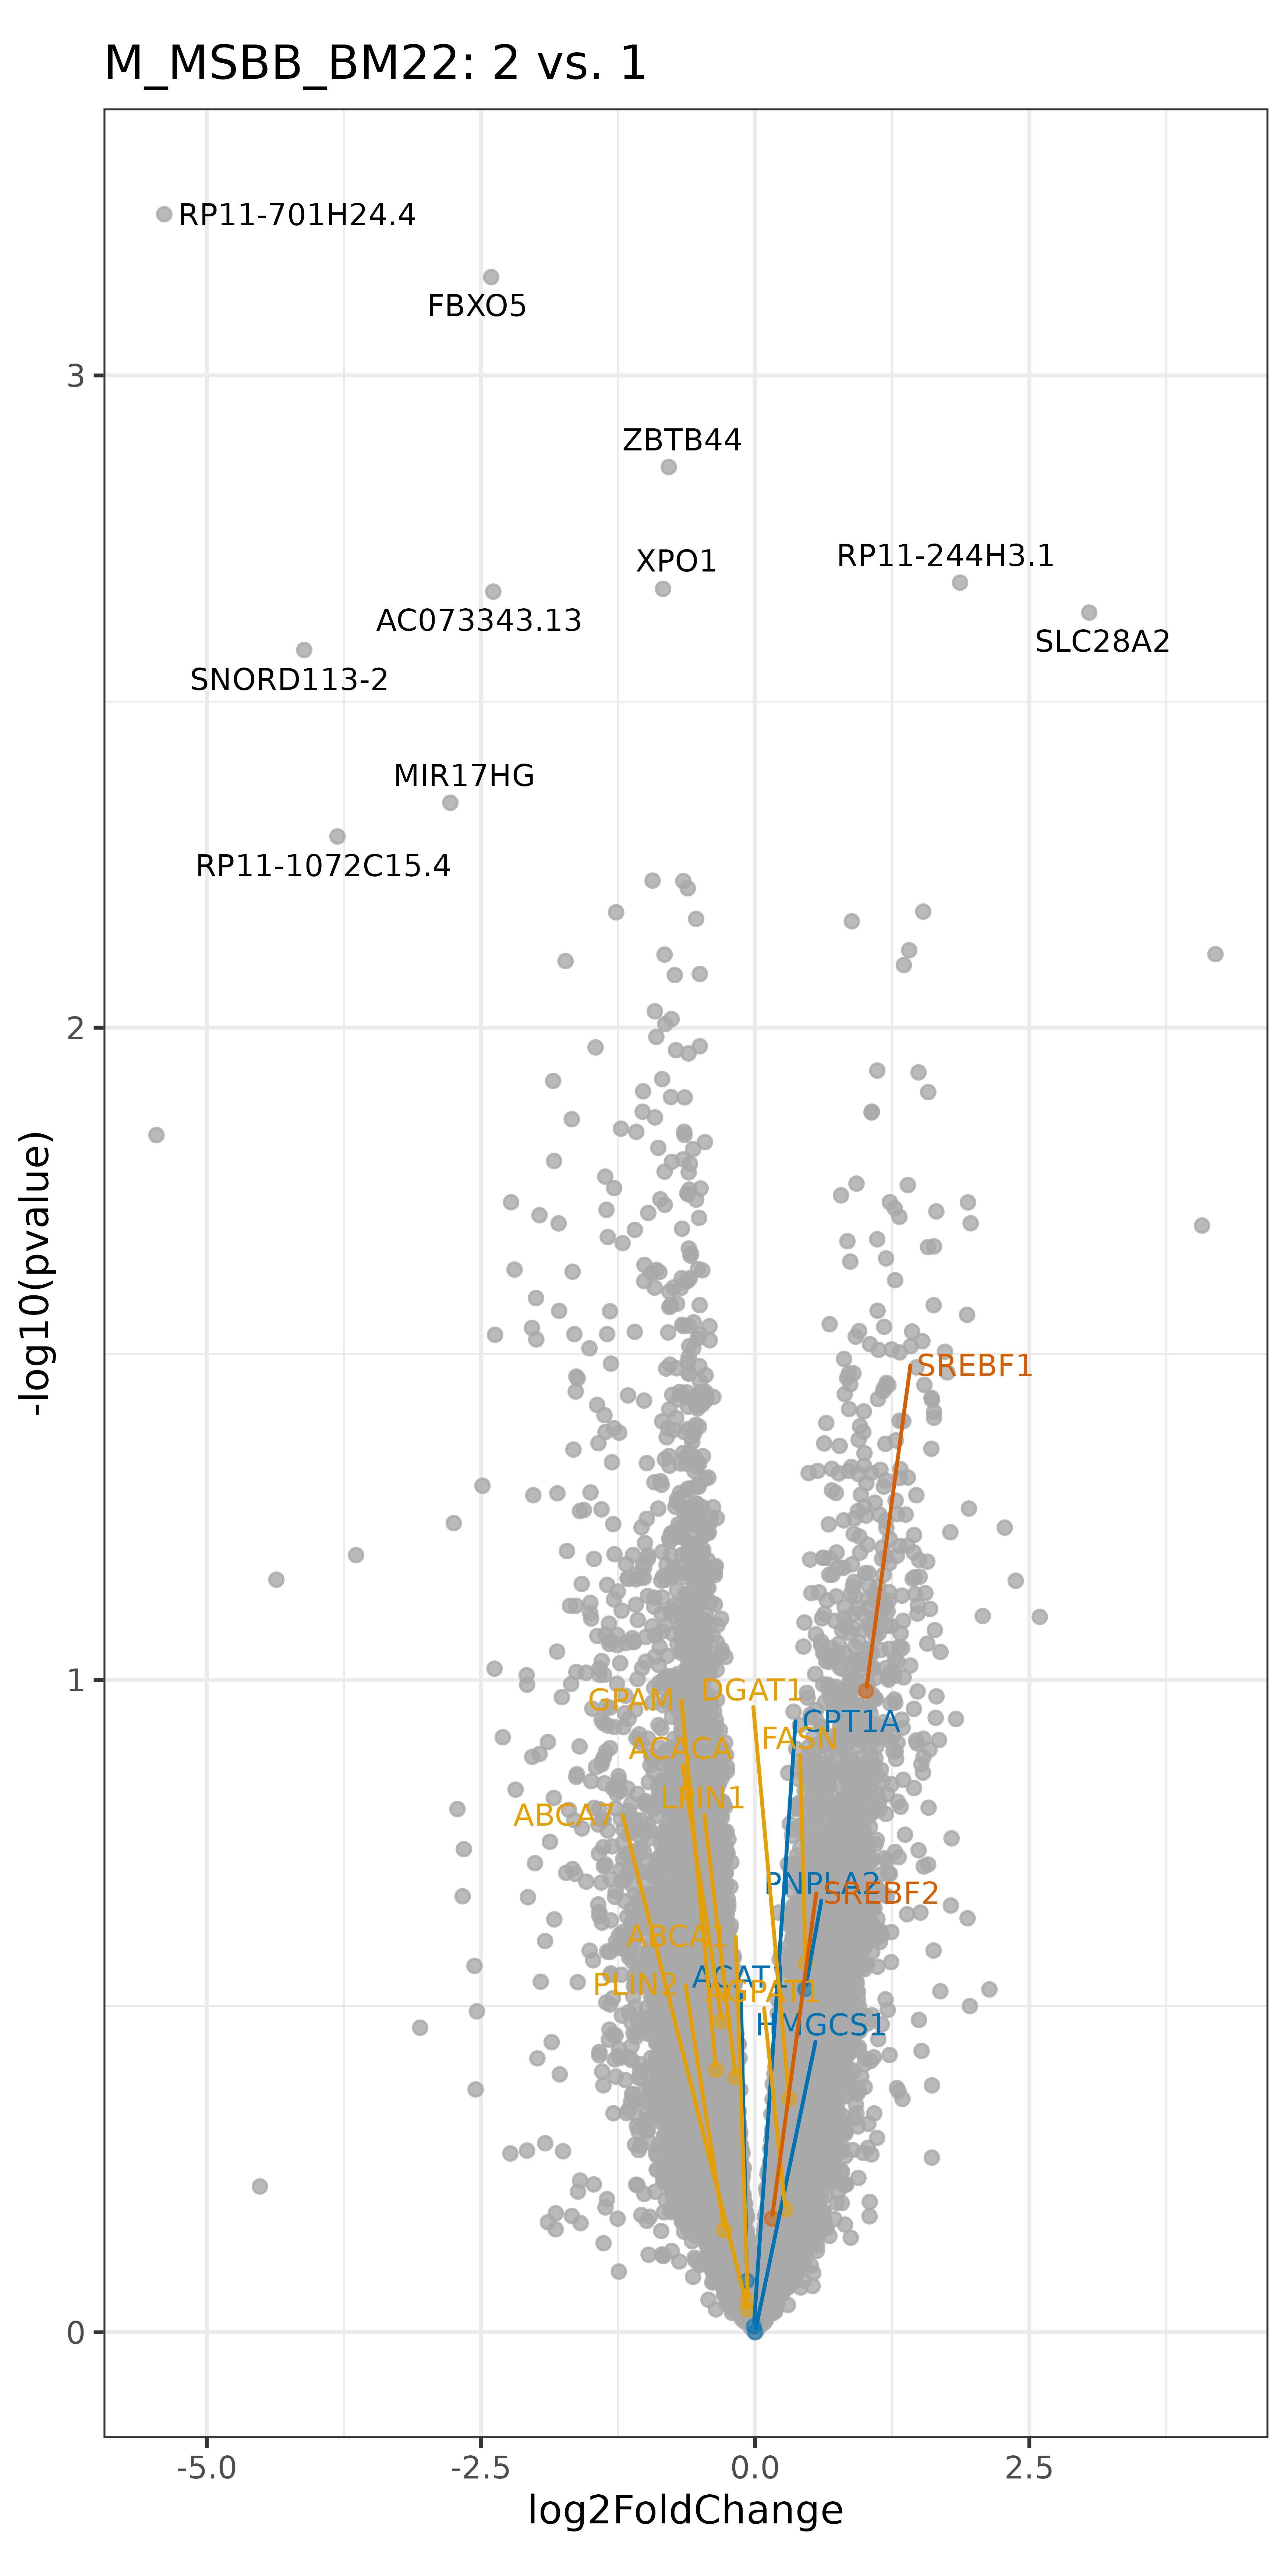 M_MSBB_BM22: 2 vs. 1
RP11-701H24.4
FBXO5
3
ZBTB44
XPO1
RP11-244H3.1
AC073343.13
SLC28A2
SNORD113-2
MIR17HG
RP11-1072C15.4
2
-log10(pvalue)
SREBF1
1
DGAT1
GPAM
CPT1A
FASN
ACACA
LPIN1
ABCA7
PNPLA2
SREBF2
ABCA1
ACAT1
PLIN2
AGPAT1
HMGCS1
0
-5.0
-2.5
0.0
2.5
log2FoldChange